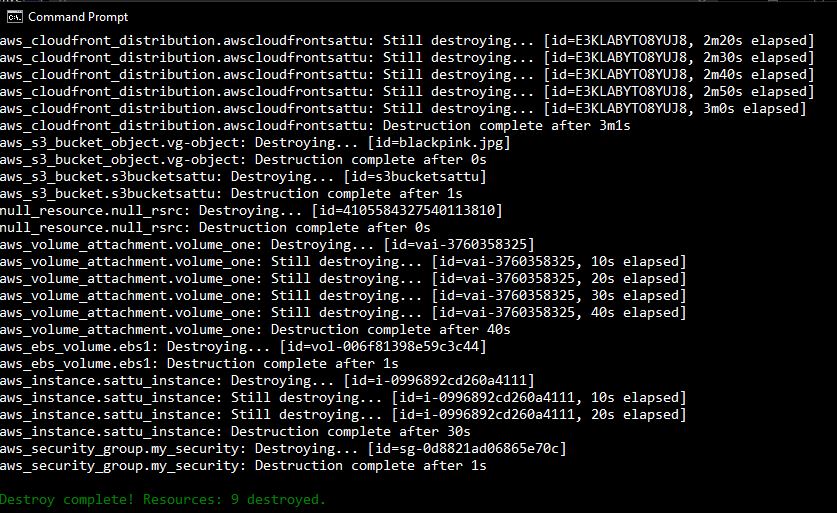 Command Prompt
aws_cloudfront_distribution.awscloudfrontsattu: Still destroying... [id=E3KLABYTO8YUJ8, 2m20s elapsed]
aws_cloudfront_distribution.awscloudfrontsattu: Still destroying... [id=E3KLABYTO8YUJ8, 2m30s elapsed]
aws_cloudfront_distribution.awscloudfrontsattu: Still destroying... [id=E3KLABYTO8YUJ8, 2m40s elapsed]
aws_cloudfront_distribution.awscloudfrontsattu: Still destroying... [id=E3KLABYTO8YUJ8, 2m50s elapsed]
aws_cloudfront_distribution.awscloudfrontsattu: Still destroying... [id=E3KLABYTO8YUJ8, 3m0s elapsed]
aws_cloudfront_distribution.awscloudfrontsattu: Destruction complete after 3m1s
aws_s3_bucket_object.vg-object: Destroying... [id=blackpink.jpg]
aws_s3_bucket_object.vg-object: Destruction complete after 0s
aws_s3_bucket.s3bucketsattu: Destroying... [id=s3bucketsattu]
aws_s3_bucket.s3bucketsattu: Destruction complete after 1s
null_resource.null_rsrc: Destroying... [id=4105584327540113810]
null_resource.null_rsrc: Destruction complete after 0s
aws_volume_attachment.volume_one: Destroying... [id=vai-3760358325]
aws_volume_attachment.volume_one: Still destroying... [id=vai-3760358325, 10s elapsed]
aws_volume_attachment.volume_one: Still destroying... [id=vai-3760358325, 20s elapsed]
aws_volume_attachment.volume_one: Still destroying... [id=vai-3760358325, 30s elapsed]
aws_volume_attachment.volume_one: Still destroying... [id=vai-3760358325, 40s elapsed]
aws_volume_attachment.volume_one: Destruction complete after 40s
aws_ebs_volume.ebs1: Destroying... [id=vol-006f81398e59c3c44]
aws_ebs_volume.ebs1: Destruction complete after 1s
aws_instance.sattu_instance: Destroying... [id=i-0996892cd260a4111]
aws_instance.sattu_instance: Still destroying... [id=i-0996892cd260a4111, 10s elapsed]
aws_instance.sattu_instance: Still destroying... [id=i-0996892cd260a4111, 20s elapsed]
aws_instance.sattu_instance: Destruction complete after 30s
aws_security_group.my_security: Destroying... [id=sg-0d8821ad06865e70c]
aws_security_group.my_security: Destruction complete after 1s
Destroy complete! Resources: 9 destroyed.